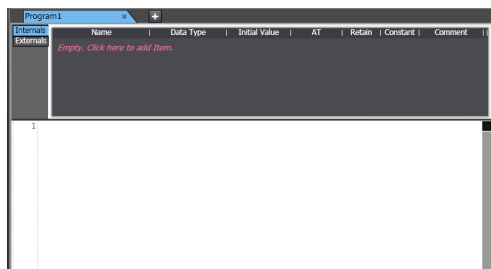 Program1 × +
Internals
Externals
Name | Data Type | Initial Value | AT | Retain | Constant | Comment
Empty. Click here to add Item.
1